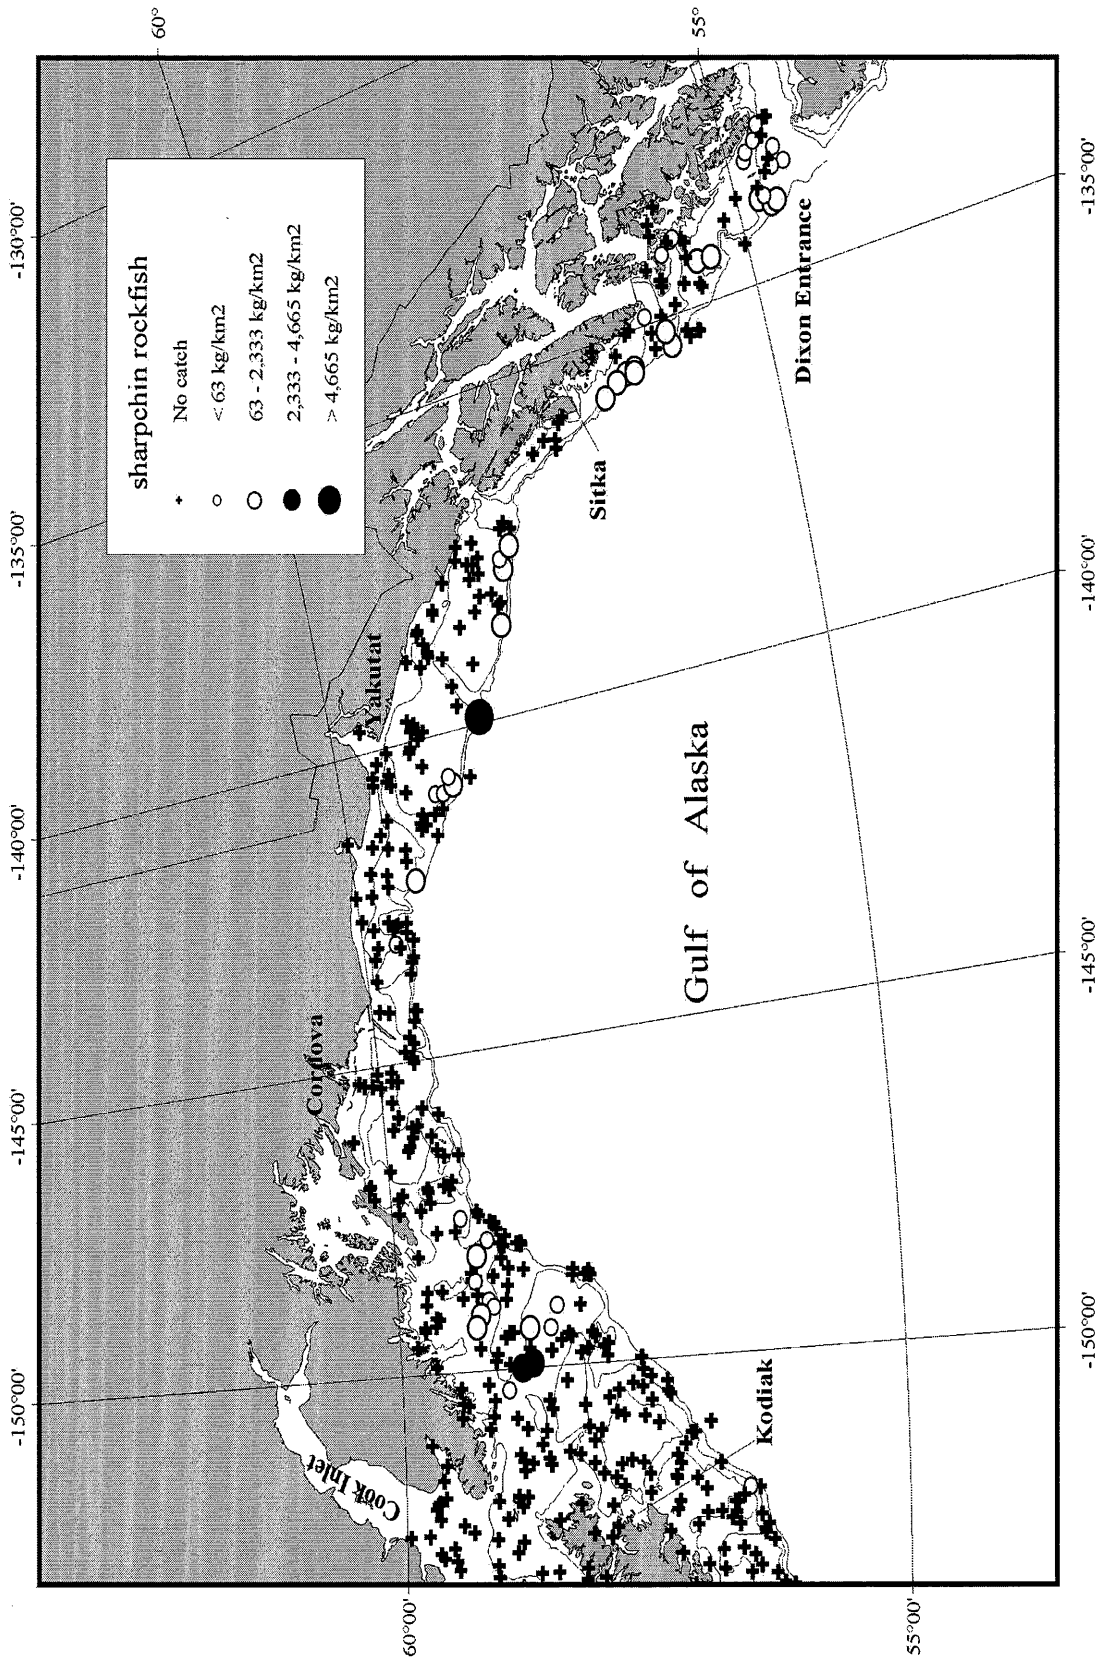 sharpchin rockfish
No catch
< 63 kg/km2
63 - 2,333 kg/km2
2,333 - 4,665 kg/km2
> 4,665 kg/km2
-150°00'
-145°00'
-140°00'
-135°00'
-130°00'
60°
55°
60°00'
55°00'
-150°00'
-145°00'
-140°00'
-135°00'
Cook Inlet
Cordova
Yakutat
Sitka
Dixon Entrance
Kodiak
Gulf of Alaska